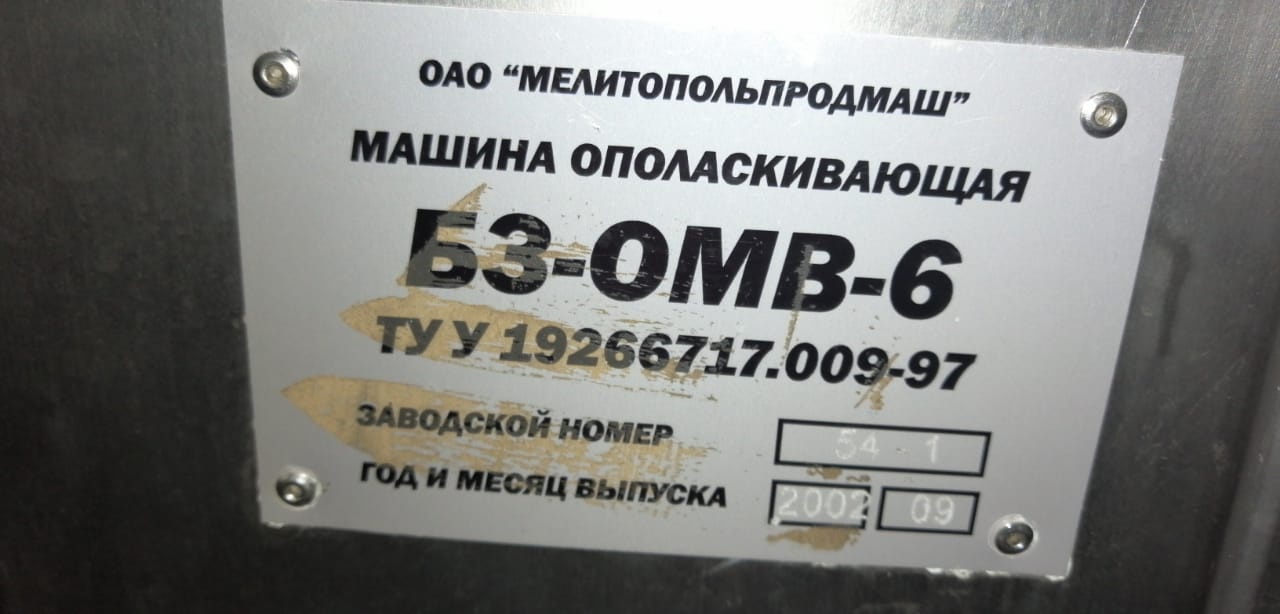 ОАО “МЕЛИТОПОЛЬПРОДМАШ”
МАШИНА ОПОЛАСКИВАЮЩАЯ
БЗ-ОМВ-6
ТУ У 19266717.009-97
ЗАВОДСКОЙ НОМЕР 54 - 1
ГОД И МЕСЯЦ ВЫПУСКА 2002 09